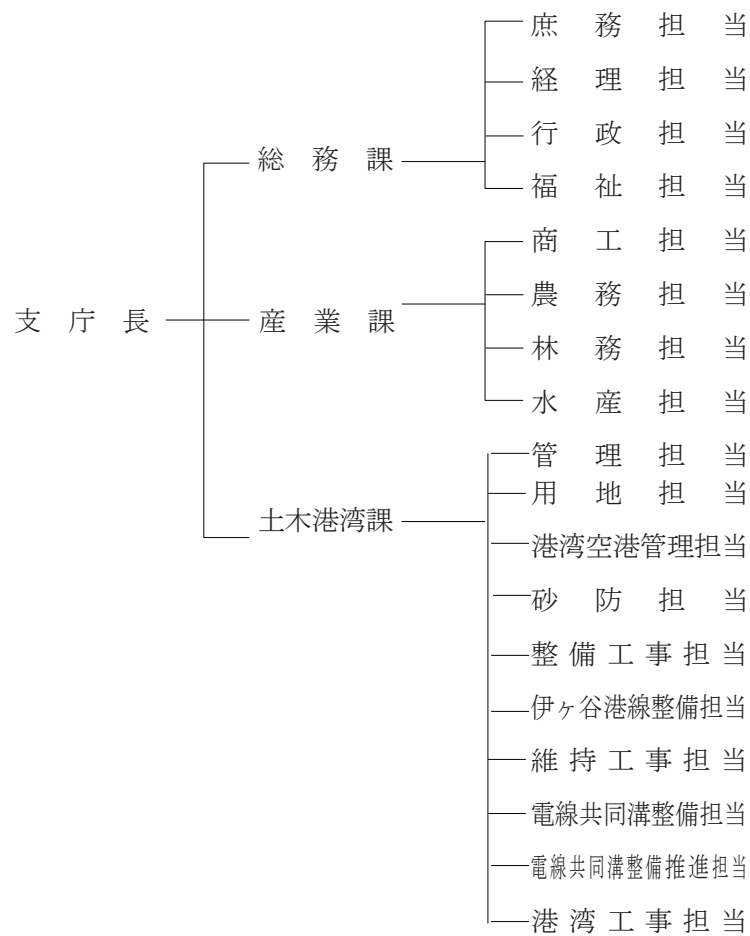 庶務担当
経理担当
行政担当
総務課
福祉担当
商工担当
農務担当
支庁長
産業課
林務担当
水産担当
管理担当
用地担当
土木港湾課
港湾空港管理担当
砂防担当
整備工事担当
伊ヶ谷港線整備担当
維持工事担当
電線共同溝整備担当
電線共同溝整備推進担当
港湾工事担当